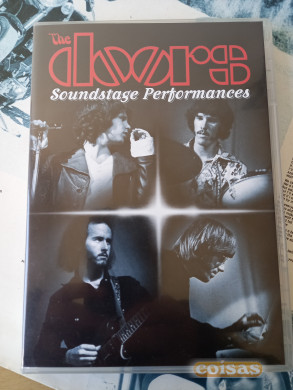 The
doors
Soundstage Performances
coisas